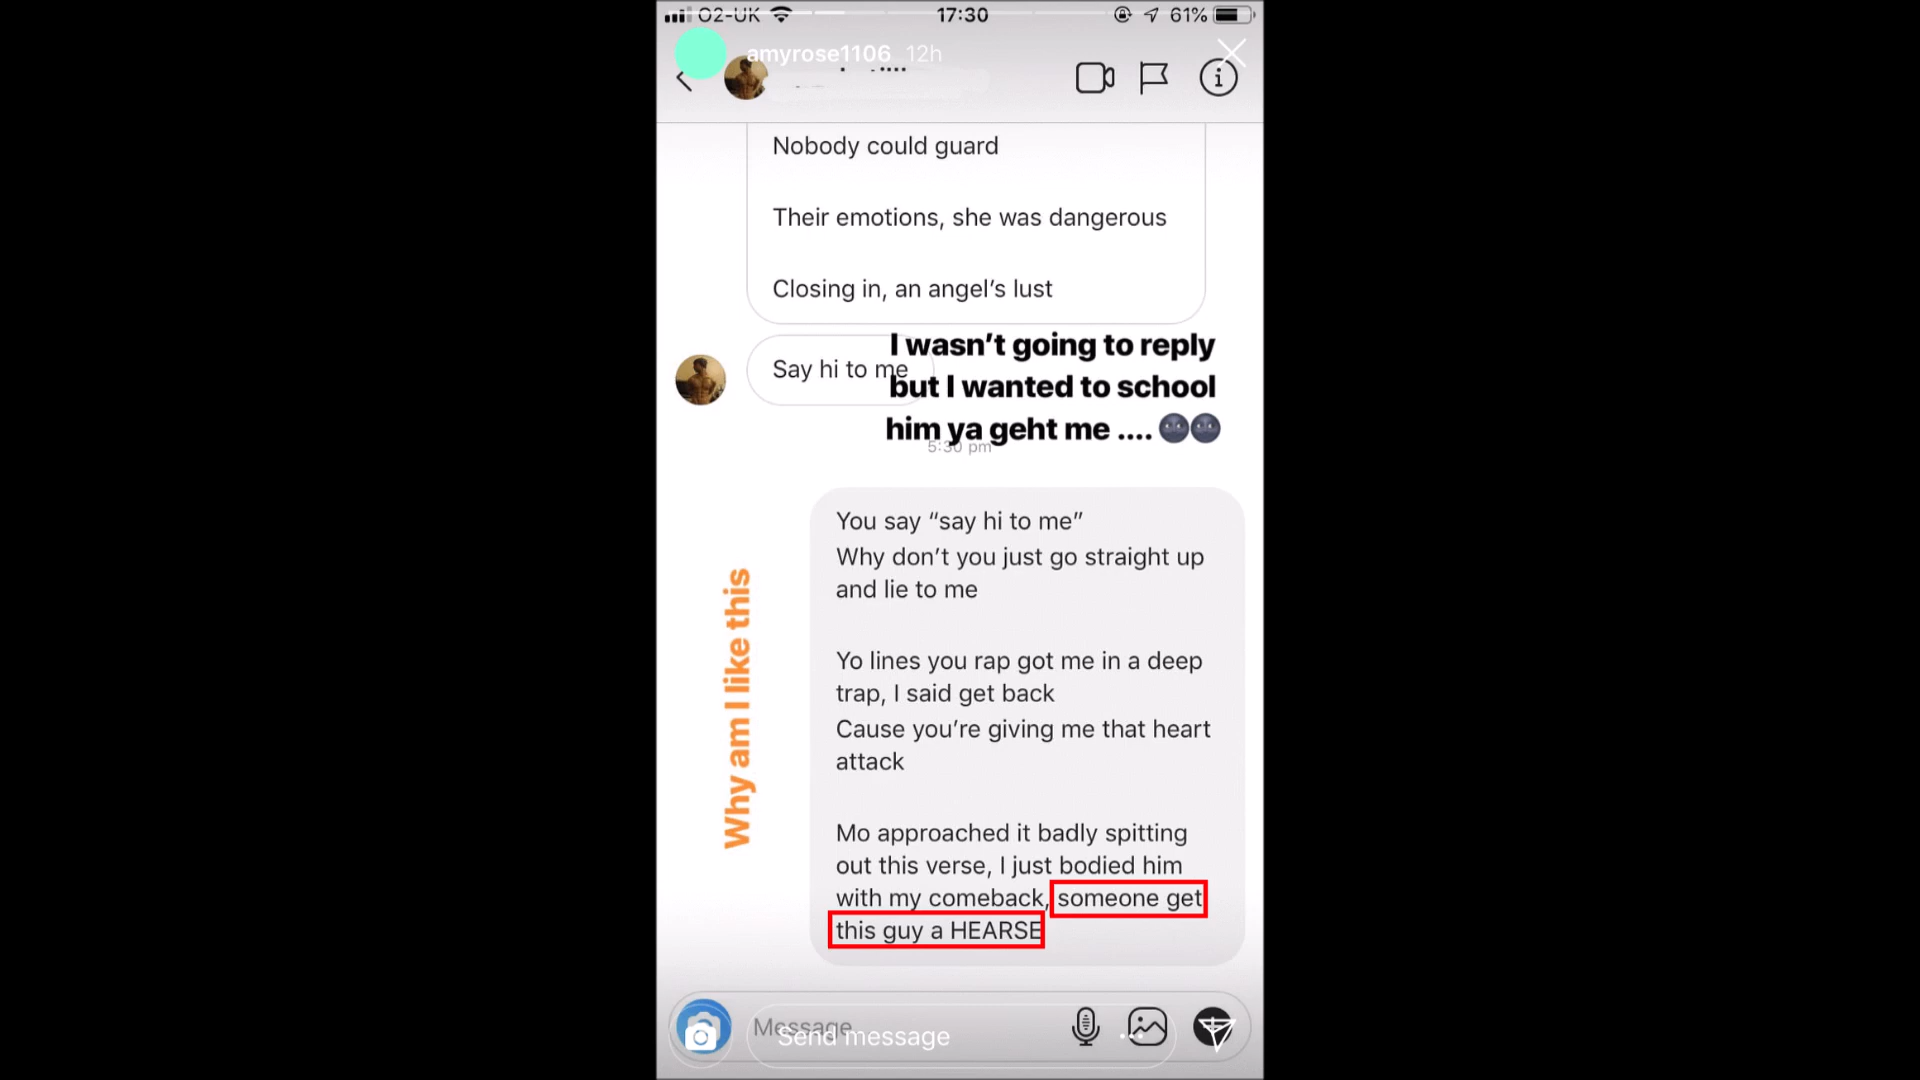 O2-UK 17:30 61%
amyrose1106 12h
Nobody could guard
Their emotions, she was dangerous
Closing in, an angel’s lust
Say hi to me
I wasn’t going to reply
but I wanted to school
him ya geht me ....
5:30 pm
You say “say hi to me”
Why don’t you just go straight up
and lie to me
Yo lines you rap got me in a deep
trap, I said get back
Cause you’re giving me that heart
attack
Why am I like this
Mo approached it badly spitting
out this verse, I just bodied him
with my comeback, someone get
this guy a HEARSE
Message
Send message